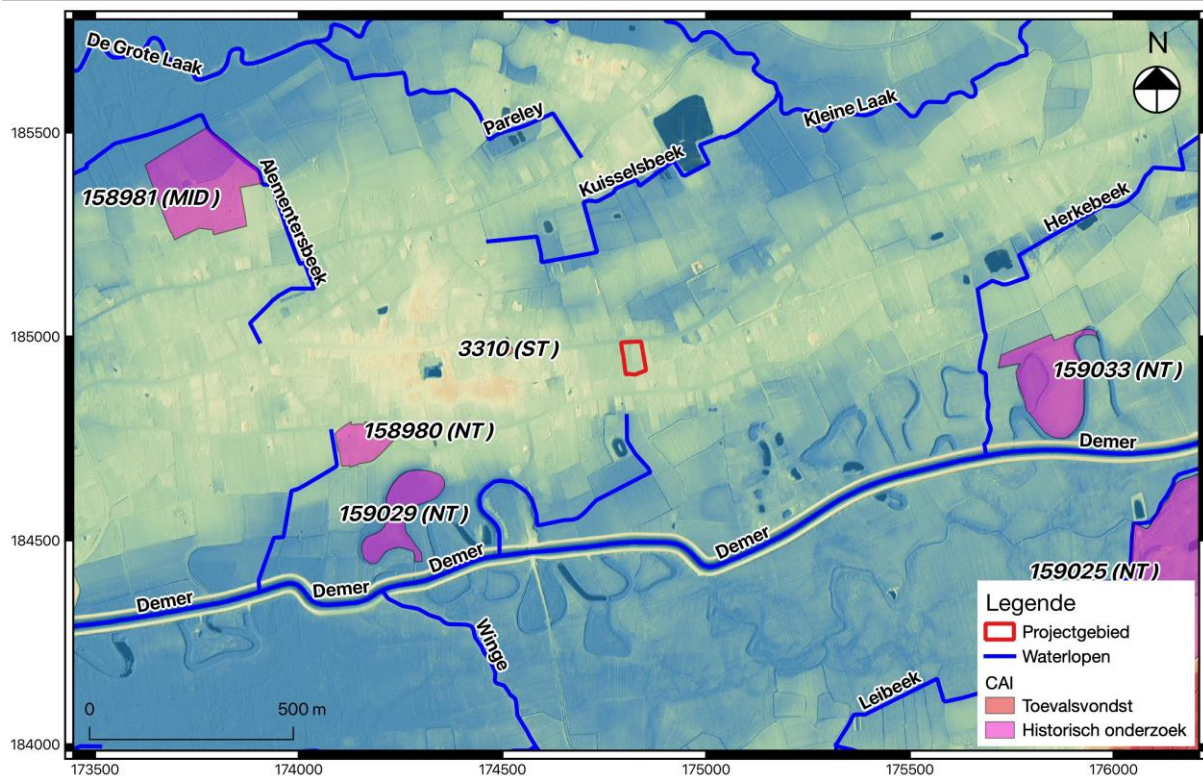 De Grote Laak
N
Pareley
Kleine Laak
185500
Kuisselsbeek
158981 (MID)
Alementersbeek
Herkebeek
185000
3310 (ST)
159033 (NT)
158980 (NT)
Demer
159029 (NT)
184500
Demer
Demer
Demer
Demer
159025 (NT)
Winge
Leibeek
Legende
Projectgebied
Waterlopen
CAI
Toevalsvondst
Historisch onderzoek
0 500 m
184000
173500 174000 174500 175000 175500 176000